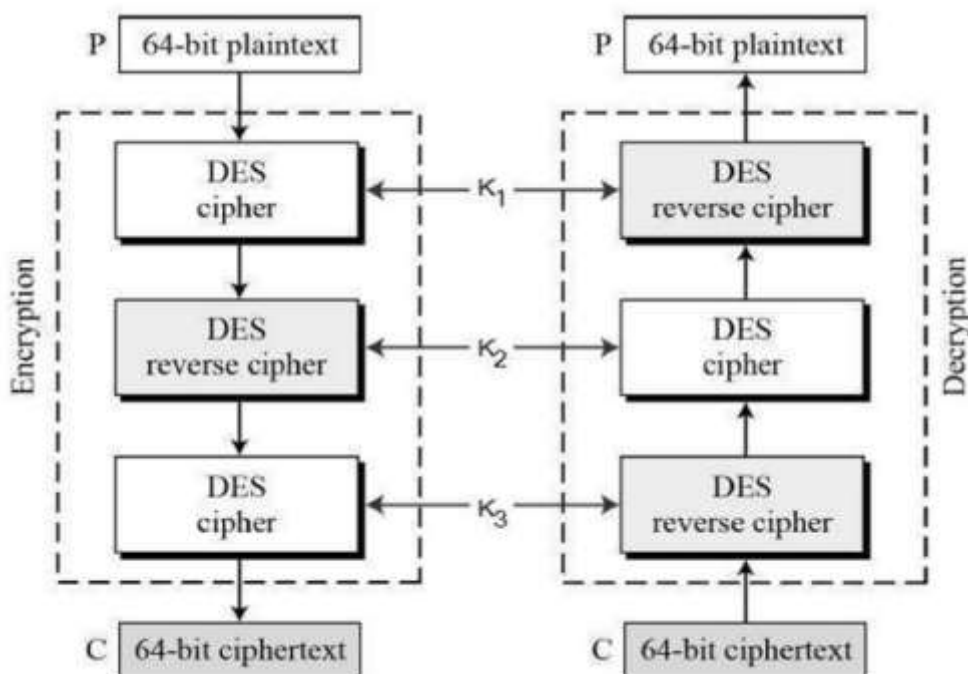 P 64-bit plaintext
P 64-bit plaintext
Encryption
DES
cipher
K1
DES
reverse cipher
DES
reverse cipher
K2
DES
cipher
DES
cipher
K3
DES
reverse cipher
Decryption
C 64-bit ciphertext
C 64-bit ciphertext